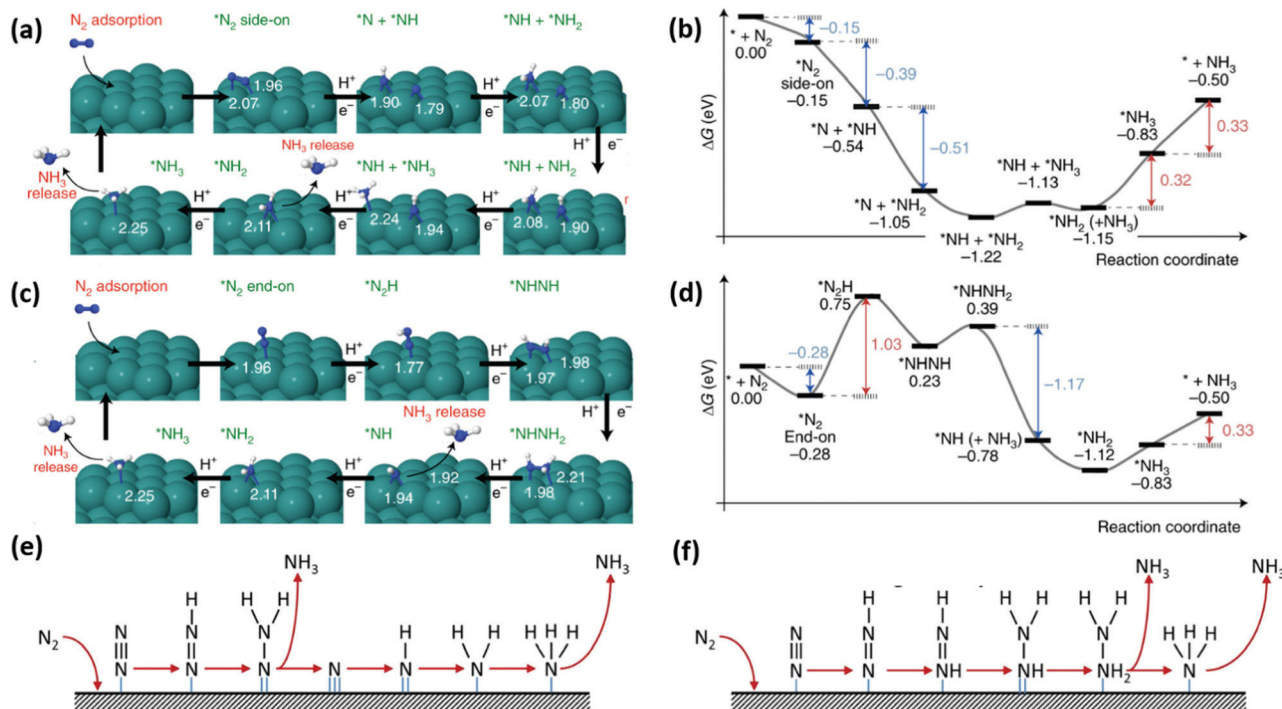 (a)
N₂ adsorption
*N₂ side-on
*N + *NH
*NH + *NH₂
1.96
2.07
H⁺
e⁻
1.90
1.79
H⁺
e⁻
2.07
1.80
H⁺
e⁻
NH₃ release
*NH₃
*NH₂
*NH + *NH₃
*NH + NH₂
NH₃
release
2.25
H⁺
e⁻
2.11
H⁺
e⁻
2.24
1.94
H⁺
e⁻
2.08
1.90
(b)
ΔG (eV)
* + N₂
0.00
−0.15
*N₂
side-on
−0.15
−0.39
*N + *NH
−0.54
−0.51
*N + *NH₂
−1.05
*NH + *NH₂
−1.22
*NH + *NH₃
−1.13
*NH₂ (+NH₃)
−1.15
0.32
*NH₃
−0.83
0.33
* + NH₃
−0.50
Reaction coordinate
(c)
N₂ adsorption
*N₂ end-on
*N₂H
*NHNH
1.96
H⁺
e⁻
1.77
H⁺
e⁻
1.98
1.97
H⁺
e⁻
NH₃ release
*NH₃
*NH₂
*NH
*NHNH₂
NH₃
release
2.25
H⁺
e⁻
2.11
H⁺
e⁻
1.92
1.94
H⁺
e⁻
2.21
1.98
(d)
ΔG (eV)
* + N₂
0.00
−0.28
*N₂
End-on
−0.28
*N₂H
0.75
1.03
*NHNH
0.23
*NHNH₂
0.39
−1.17
*NH (+ NH₃)
−0.78
*NH₂
−1.12
*NH₃
−0.83
0.33
* + NH₃
−0.50
Reaction coordinate
(e)
NH₃
NH₃
H
H H
N₂
N
N
N
H
H H
H H H
N
N
N
N
N
N
N
(f)
NH₃
NH₃
H
H
H H
H H
N₂
N
N
N
N
N
H H H
N
N
NH
NH
NH₂
N